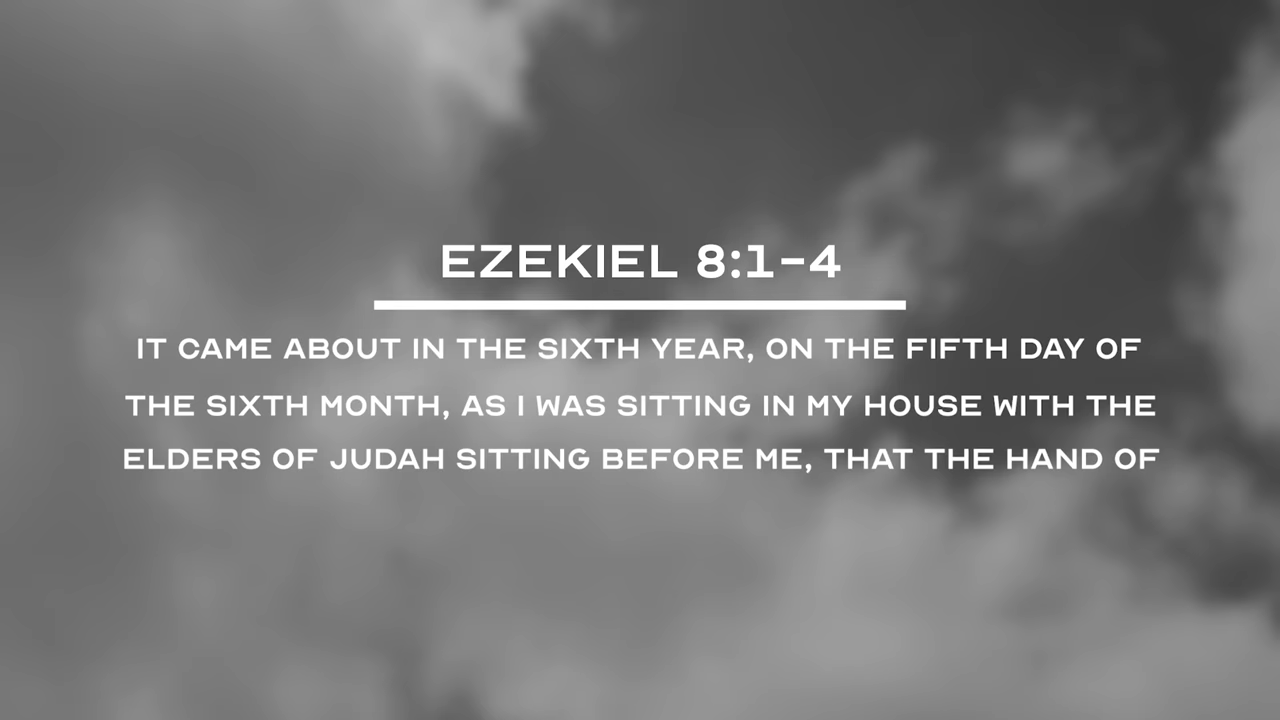 EZEKIEL 8:1-4
IT CAME ABOUT IN THE SIXTH YEAR, ON THE FIFTH DAY OF
THE SIXTH MONTH, AS I WAS SITTING IN MY HOUSE WITH THE
ELDERS OF JUDAH SITTING BEFORE ME, THAT THE HAND OF